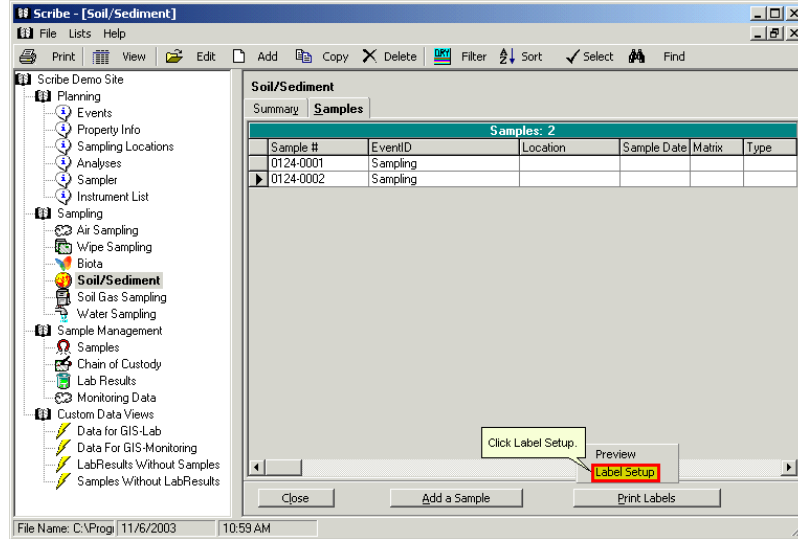 Scribe - [Soil/Sediment]
File Lists Help
Print View Edit Add Copy Delete Filter Sort Select Find
Scribe Demo Site
Planning
Events
Property Info
Sampling Locations
Analyses
Sampler
Instrument List
Sampling
Air Sampling
Wipe Sampling
Biota
Soil/Sediment
Soil Gas Sampling
Water Sampling
Sample Management
Samples
Chain of Custody
Lab Results
Monitoring Data
Custom Data Views
Data for GIS-Lab
Data For GIS-Monitoring
LabResults Without Samples
Samples Without LabResults
Soil/Sediment
Summary Samples
Samples: 2
Sample # EventID Location Sample Date Matrix Type
0124-0001 Sampling
0124-0002 Sampling
Click Label Setup.
Preview
Label Setup
Close Add a Sample Print Labels
File Name: C:\Progi 11/6/2003 10:59 AM